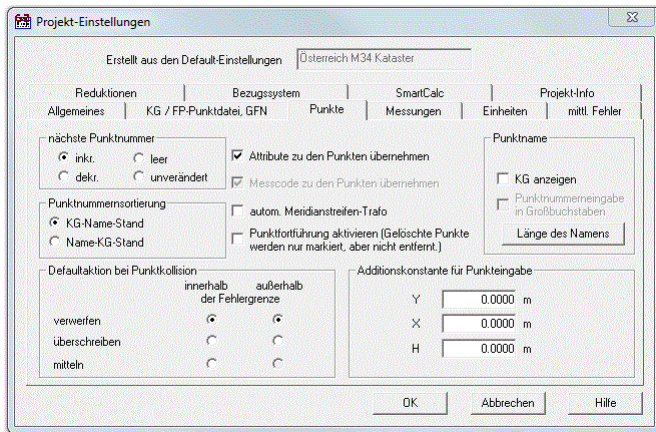 Projekt-Einstellungen
Erstellt aus den Default-Einstellungen Österreich M34 Kataster
Reduktionen Bezugssystem SmartCalc Projekt-Info
Allgemeines KG / FP-Punktdatei, GFN Punkte Messungen Einheiten mittl. Fehler
nächste Punktnummer
inkr. leer
dekr. unverändert
Punktnummernsortierung
KG-Name-Stand
Name-KG-Stand
Attribute zu den Punkten übernehmen
Messcode zu den Punkten übernehmen
autom. Meridianstreifen-Trafo
Punktfortführung aktivieren (Gelöschte Punkte
werden nur markiert, aber nicht entfernt.)
Punktname
KG anzeigen
Punktnummerneingabe
in Großbuchstaben
Länge des Namens
Defaultaktion bei Punktkollision
innerhalb außerhalb
der Fehlergrenze
verwerfen
überschreiben
mitteln
Additionskonstante für Punkteingabe
Y 0.0000 m
X 0.0000 m
H 0.0000 m
OK Abbrechen Hilfe